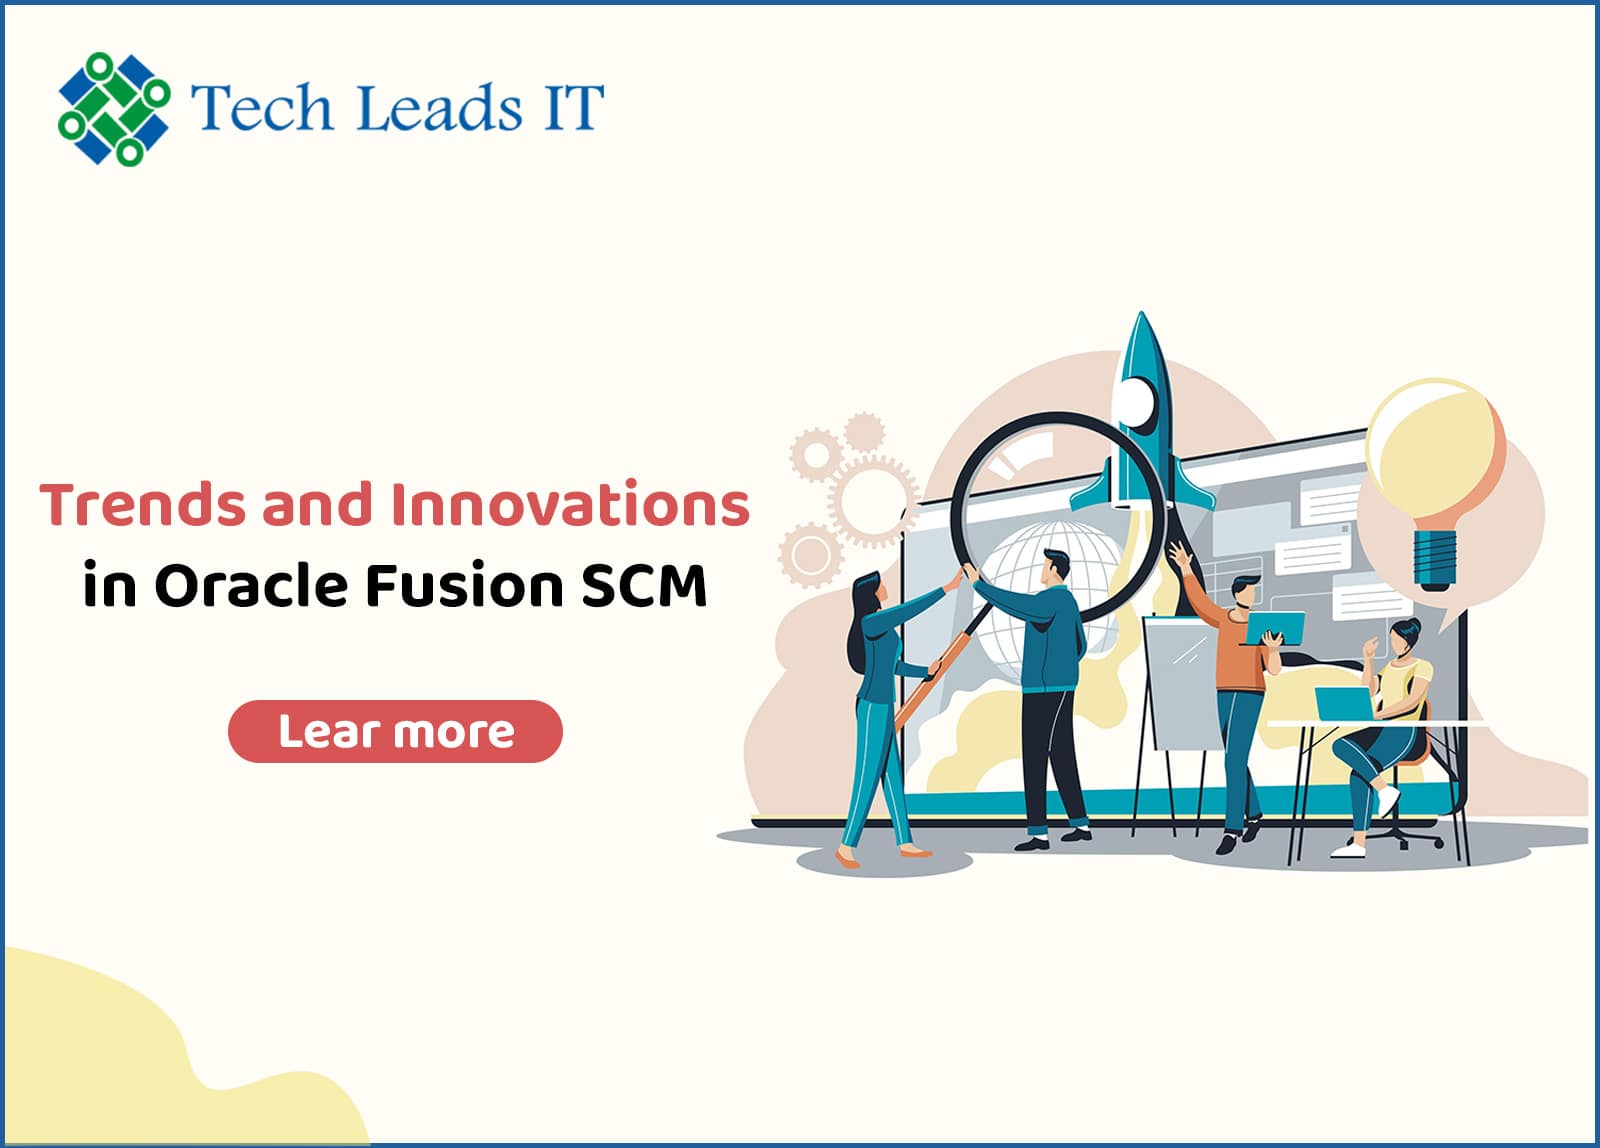 Tech Leads IT
Trends and Innovations
in Oracle Fusion SCM
Lear more